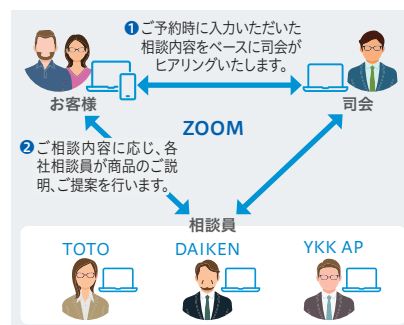 ❶ご予約時に入力いただいた
相談内容をベースに司会が
ヒアリングいたします。
お客様
司会
ZOOM
❷ご相談内容に応じ、各
社相談員が商品のご説
明、ご提案を行います。
相談員
TOTO
DAIKEN
YKK AP